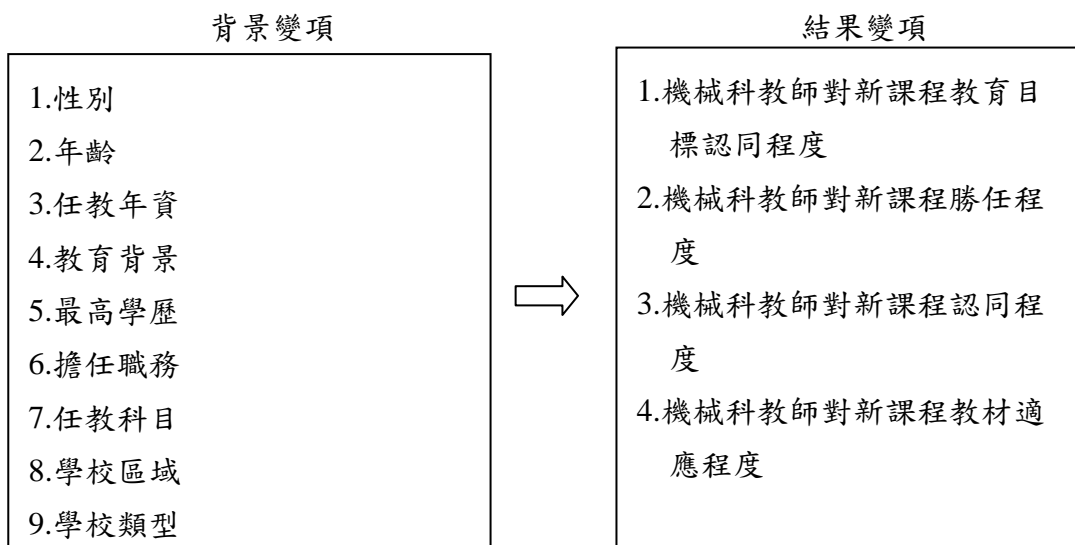 背景變項
1.性別
2.年齡
3.任教年資
4.教育背景
5.最高學歷
6.擔任職務
7.任教科目
8.學校區域
9.學校類型
結果變項
1.機械科教師對新課程教育目
標認同程度
2.機械科教師對新課程勝任程
度
3.機械科教師對新課程認同程
度
4.機械科教師對新課程教材適
應程度